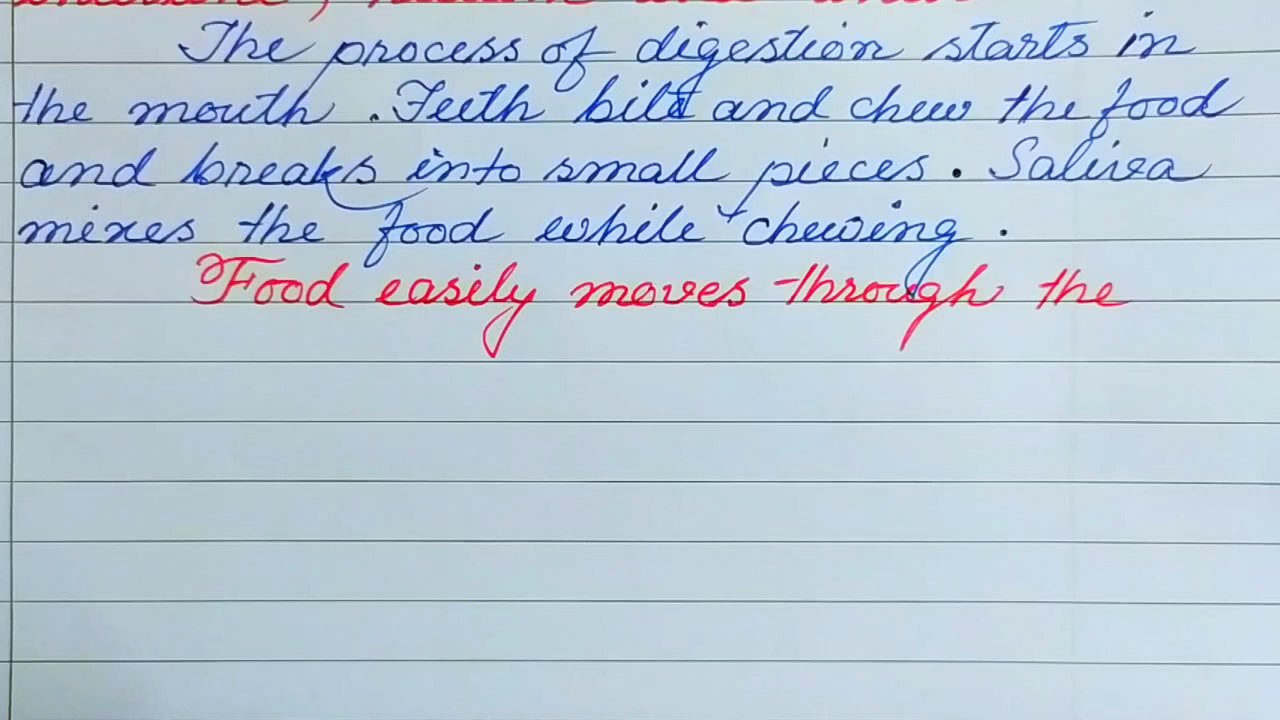 The process of digestion starts in
the mouth. Teeth bite and chew the food
and breaks into small pieces. Saliva
mixes the food while chewing.
Food easily moves through the